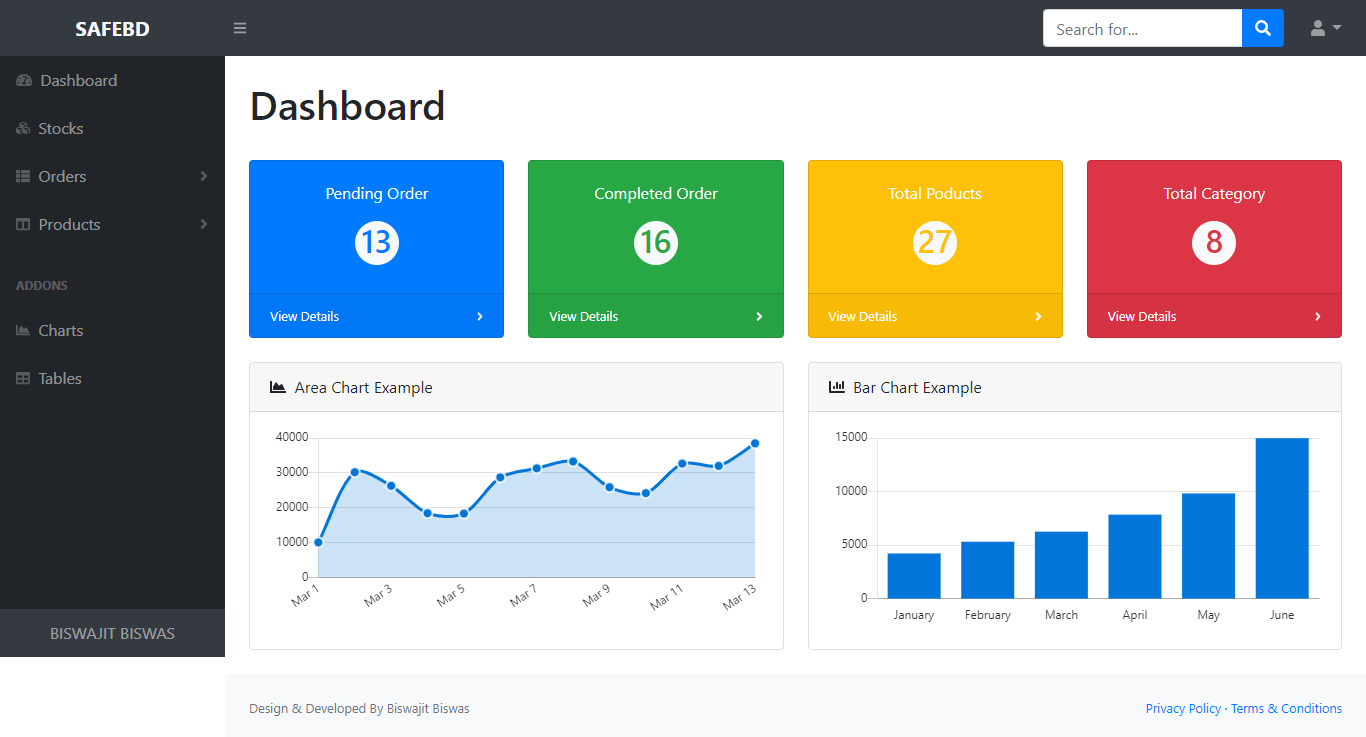 SAFEBD
Search for...
Dashboard
Stocks
Orders
Products
ADDONS
Charts
Tables
BISWAJIT BISWAS
Dashboard
Pending Order
13
View Details
Completed Order
16
View Details
Total Poducts
27
View Details
Total Category
8
View Details
Area Chart Example
40000
30000
20000
10000
0
Mar 1 Mar 3 Mar 5 Mar 7 Mar 9 Mar 11 Mar 13
Bar Chart Example
15000
10000
5000
0
January February March April May June
Design & Developed By Biswajit Biswas
Privacy Policy · Terms & Conditions